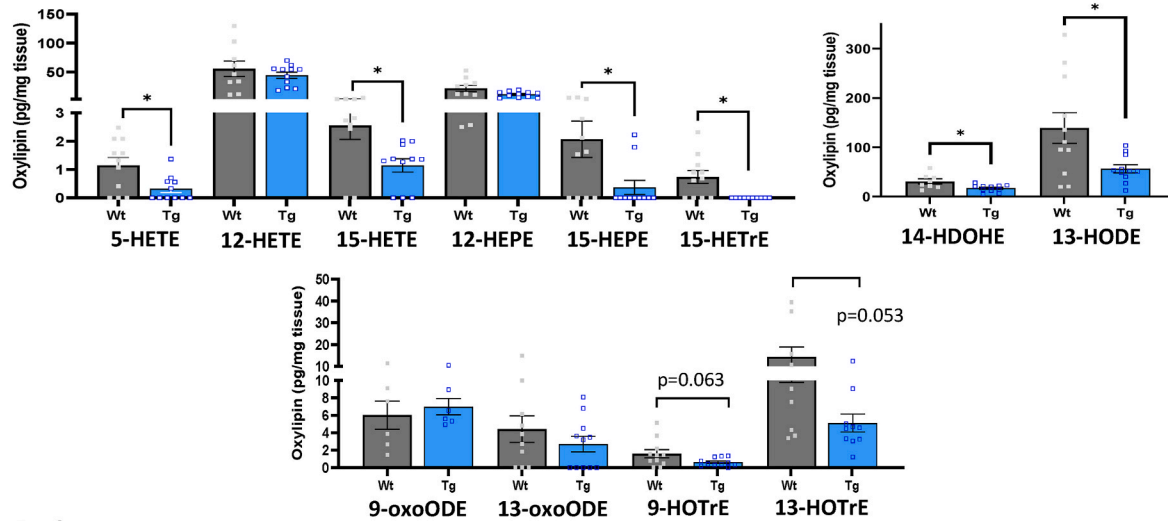 Oxylipin (pg/mg tissue)
150
100
50
3
2
1
0
*
*
*
*
Wt Tg Wt Tg Wt Tg Wt Tg Wt Tg Wt Tg
5-HETE 12-HETE 15-HETE 12-HEPE 15-HEPE 15-HETrE
Oxylipin (pg/mg tissue)
300
200
100
0
*
*
Wt Tg Wt Tg
14-HDOHE 13-HODE
Oxylipin (pg/mg tissue)
50
40
30
20
10
8
6
4
2
0
p=0.063
p=0.053
Wt Tg Wt Tg Wt Tg Wt Tg
9-oxoODE 13-oxoODE 9-HOTrE 13-HOTrE